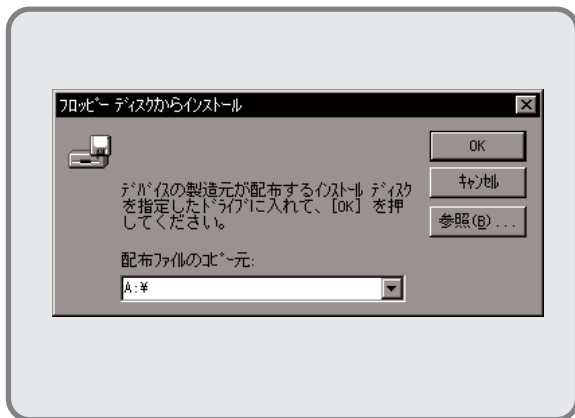 フロッピー ディスクからインストール
OK
ﾃﾞﾊﾞｲｽの製造元が配布するｲﾝｽﾄｰﾙ ﾃﾞｨｽｸ
を指定したﾄﾞﾗｲﾌﾞに入れて、[OK] を押
してください。
ｷｬﾝｾﾙ
参照(B)...
配布ﾌｧｲﾙのｺﾋﾟｰ元:
A:¥